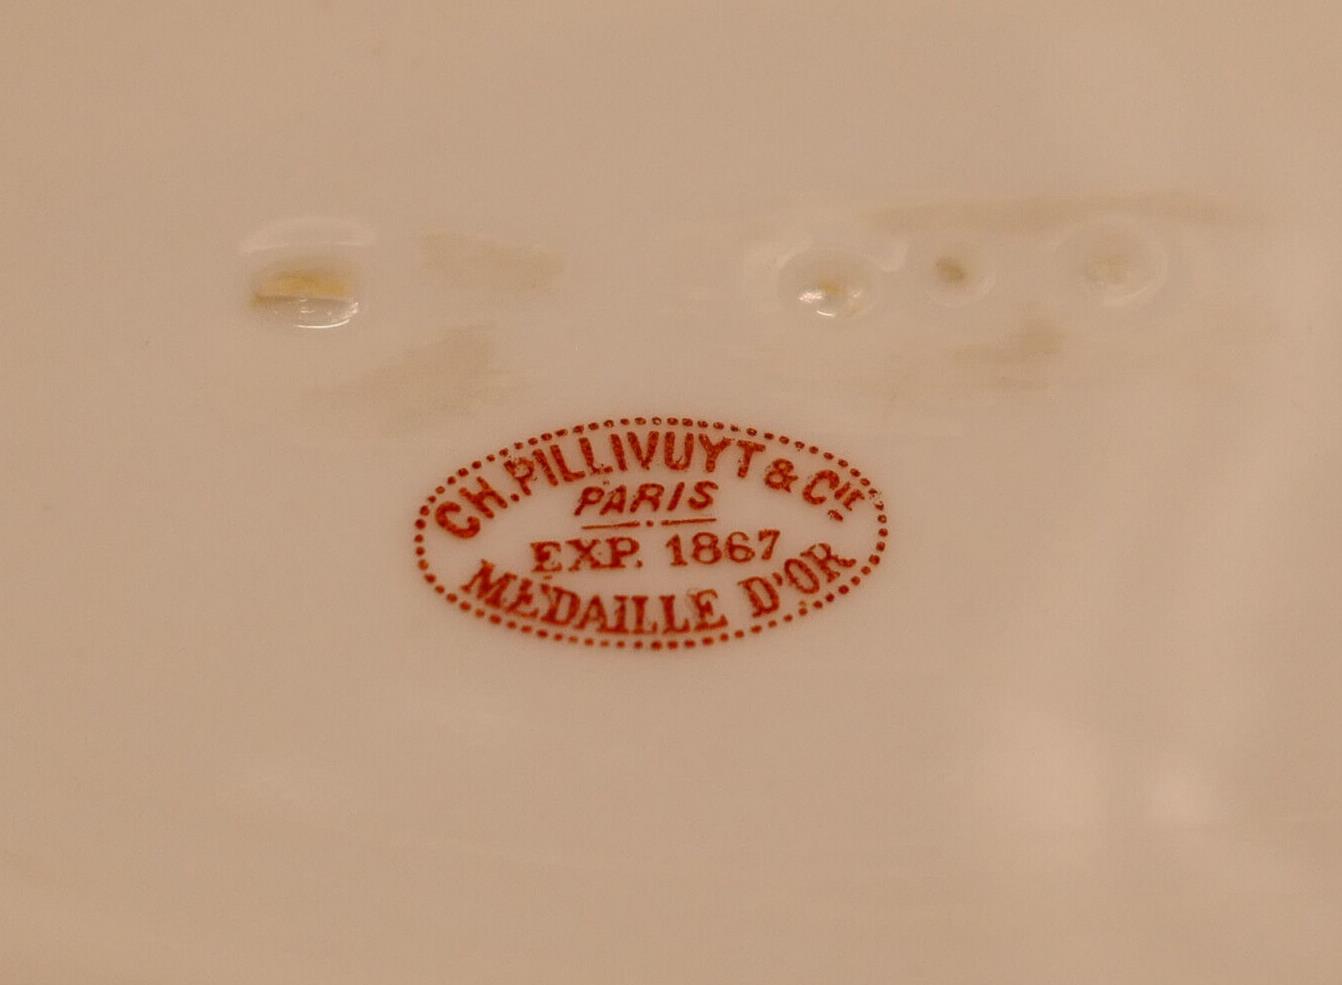 CH. PILLIVUYT & CIE
PARIS
EXP. 1867
MÉDAILLE D'OR